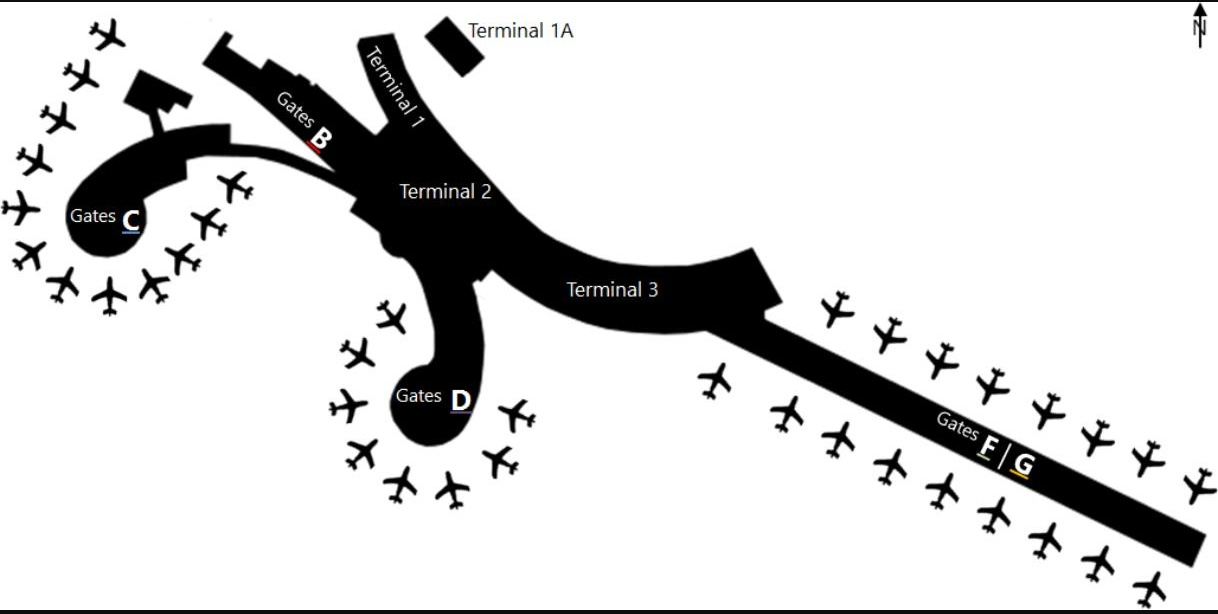 Terminal 1A
N
Terminal 1
Gates B
Terminal 2
Gates C
Terminal 3
Gates D
Gates F|G